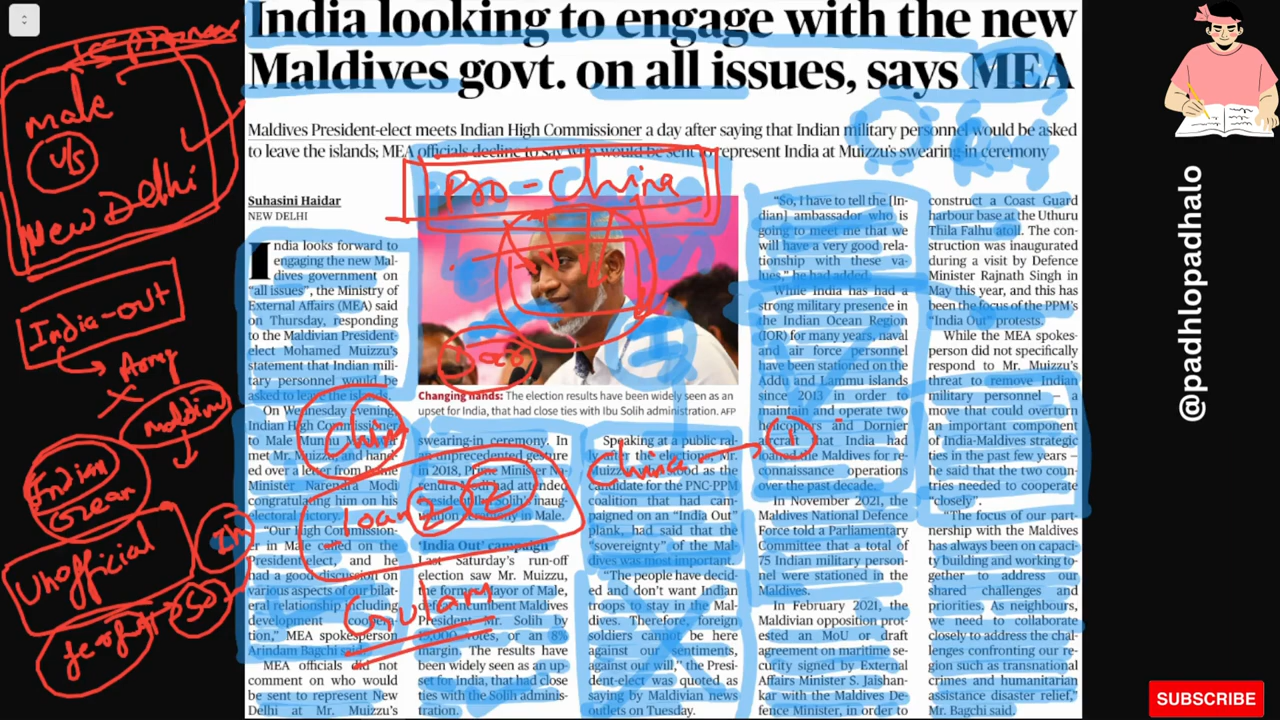 India looking to engage with the new
Maldives govt. on all issues, says MEA
Maldives President-elect meets Indian High Commissioner a day after saying that Indian military personnel would be asked
to leave the islands; MEA officials decline to say who would be sent to represent India at Muizzu's swearing-in ceremony
Suhasini Haidar
NEW DELHI
India looks forward to
engaging the new Mal-
dives government on
"all issues", the Ministry of
External Affairs (MEA) said
on Thursday, responding
to the Maldivian President-
elect Mohamed Muizzu's
statement that Indian mili-
tary personnel would be
asked to leave the islands.
On Wednesday evening,
Indian High Commissioner
to Male
met Mr. Muizzu and hand-
ed over a letter from Prime
Minister Narendra Modi
congratulating him on his
electoral victory.
"Our High Commission-
er in Male called on the
President-elect, and he
had a good discussion on
various aspects of our bilat-
eral relationship including
development coopera-
tion," MEA spokesperson
Arindam Bagchi said.
MEA officials did not
comment on who would
be sent to represent New
Delhi at Mr. Muizzu's
Changing hands: The election results have been widely seen as an
upset for India, that had close ties with Ibu Solih administration. AFP
swearing-in ceremony. In
an unprecedented gesture
in 2018, Prime Minister Na-
rendra Modi had attended
President Ibu Solih's inaug-
uration ceremony in Male.
'India Out' campaign
Last Saturday's run-off
election saw Mr. Muizzu,
the former Mayor of Male,
defeat incumbent Maldives
President Mr. Solih by
19,000 votes, or an 8%
margin. The results have
been widely seen as an up-
set for India, that had close
ties with the Solih adminis-
tration.
Speaking at a public ral-
ly after the election, Mr.
Muizzu, who stood as the
candidate for the PNC-PPM
coalition that had cam-
paigned on an "India Out"
plank, had said that the
"sovereignty" of the Mal-
dives was most important.
"The people have decid-
ed and don't want Indian
troops to stay in the Mal-
dives. Therefore, foreign
soldiers cannot be here
against our sentiments,
against our will," the Presi-
dent-elect was quoted as
saying by Maldivian news
outlets on Tuesday.
"So, I have to tell the [In-
dian] ambassador who is
going to meet me that we
will have a very good rela-
tionship with these va-
lues," he had added.
While India has had a
strong military presence in
the Indian Ocean Region
(IOR) for many years, naval
and air force personnel
have been stationed on the
Addu and Lammu islands
since 2013 in order to
maintain and operate two
helicopters and Dornier
aircraft that India had
loaned the Maldives for re-
connaissance operations
over the past decade.
In November 2021, the
Maldives National Defence
Force told a Parliamentary
Committee that a total of
75 Indian military person-
nel were stationed in the
Maldives.
In February 2021, the
Maldivian opposition prot-
ested an MoU or draft
agreement on maritime se-
curity signed by External
Affairs Minister S. Jaishan-
kar with the Maldives De-
fence Minister, in order to
construct a Coast Guard
harbour base at the Uthuru
Thila Falhu atoll. The con-
struction was inaugurated
during a visit by Defence
Minister Rajnath Singh in
May this year, and this has
been the focus of the PPM's
"India Out" protests.
While the MEA spokes-
person did not specifically
respond to Mr. Muizzu's
threat to remove Indian
military personnel – a
move that could overturn
an important component
of India-Maldives strategic
ties in the past few years –
he said that the two coun-
tries needed to cooperate
"closely".
"The focus of our part-
nership with the Maldives
has always been on capaci-
ty building and working to-
gether to address our
shared challenges and
priorities. As neighbours,
we need to collaborate
closely to address the chal-
lenges confronting our re-
gion such as transnational
crimes and humanitarian
assistance disaster relief,"
Mr. Bagchi said.
male
v/s
New Delhi
India-out
Army
maldives
Indian
Ocean
Unofficial
Pro-China
China
loan
China
1
@padhlopadhalo
SUBSCRIBE